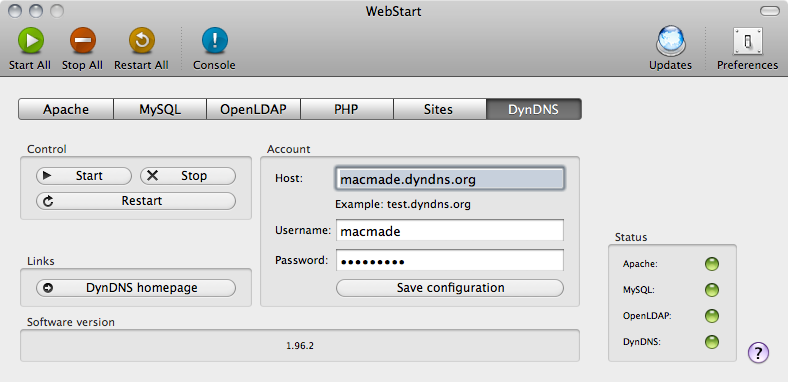 WebStart
Start All Stop All Restart All Console Updates Preferences
Apache MySQL OpenLDAP PHP Sites DynDNS
Control
Start Stop
Restart
Links
DynDNS homepage
Account
Host: macmade.dyndns.org
Example: test.dyndns.org
Username: macmade
Password: •••••••••
Save configuration
Status
Apache:
MySQL:
OpenLDAP:
DynDNS:
?
Software version
1.96.2